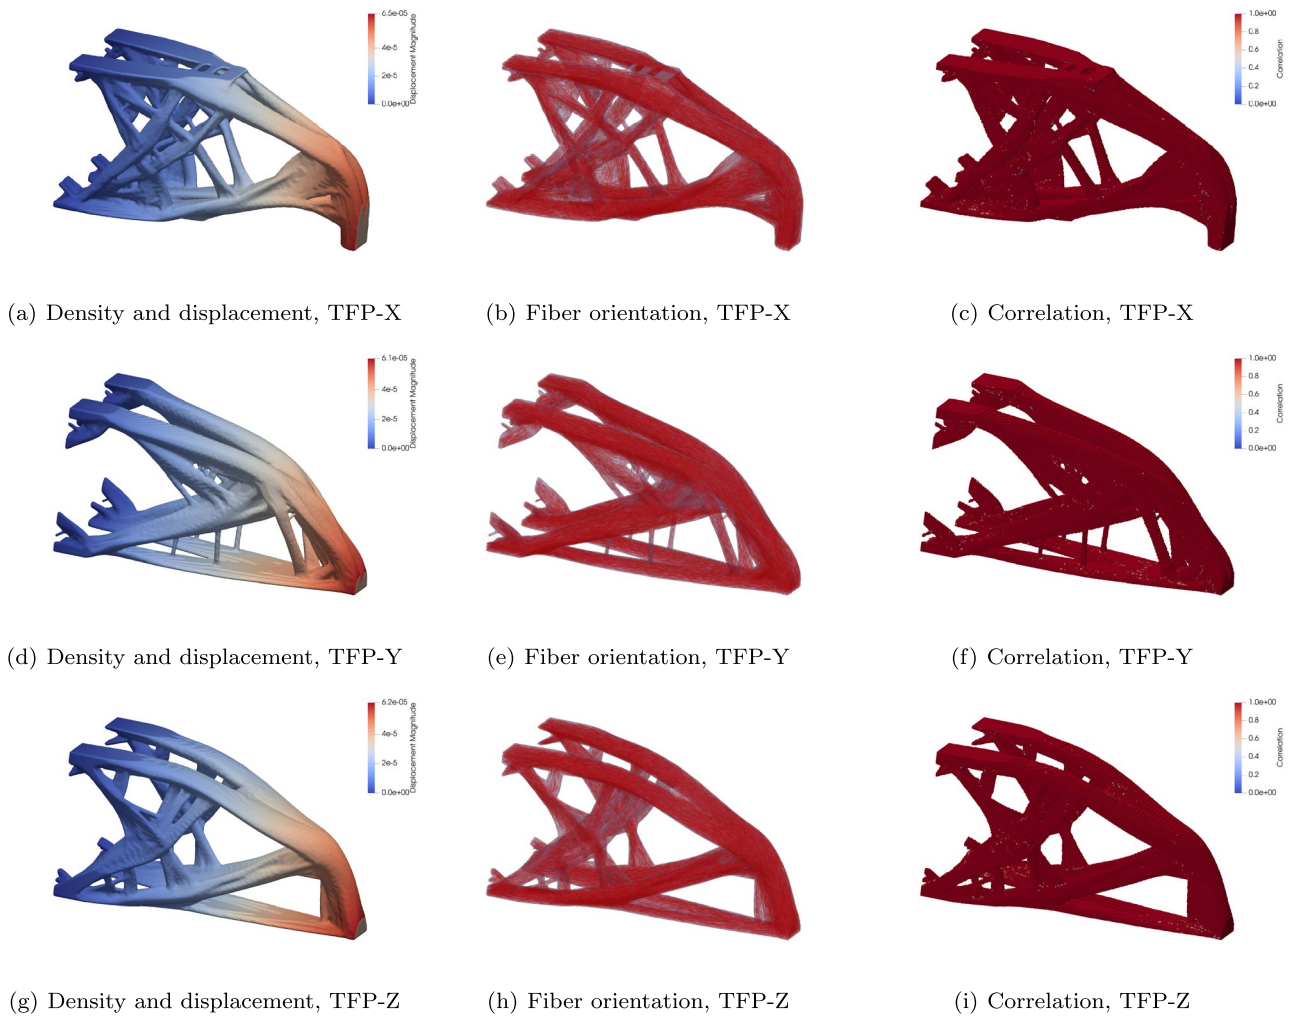 6.5e-05
4e-5
2e-5
0.0e+00
Displacement Magnitude
1.0e+00
0.8
0.6
0.4
0.2
0.0e+00
Correlation
(a) Density and displacement, TFP-X
(b) Fiber orientation, TFP-X
(c) Correlation, TFP-X
6.1e-05
4e-5
2e-5
0.0e+00
Displacement Magnitude
1.0e+00
0.8
0.6
0.4
0.2
0.0e+00
Correlation
(d) Density and displacement, TFP-Y
(e) Fiber orientation, TFP-Y
(f) Correlation, TFP-Y
6.2e-05
4e-5
2e-5
0.0e+00
Displacement Magnitude
1.0e+00
0.8
0.6
0.4
0.2
0.0e+00
Correlation
(g) Density and displacement, TFP-Z
(h) Fiber orientation, TFP-Z
(i) Correlation, TFP-Z